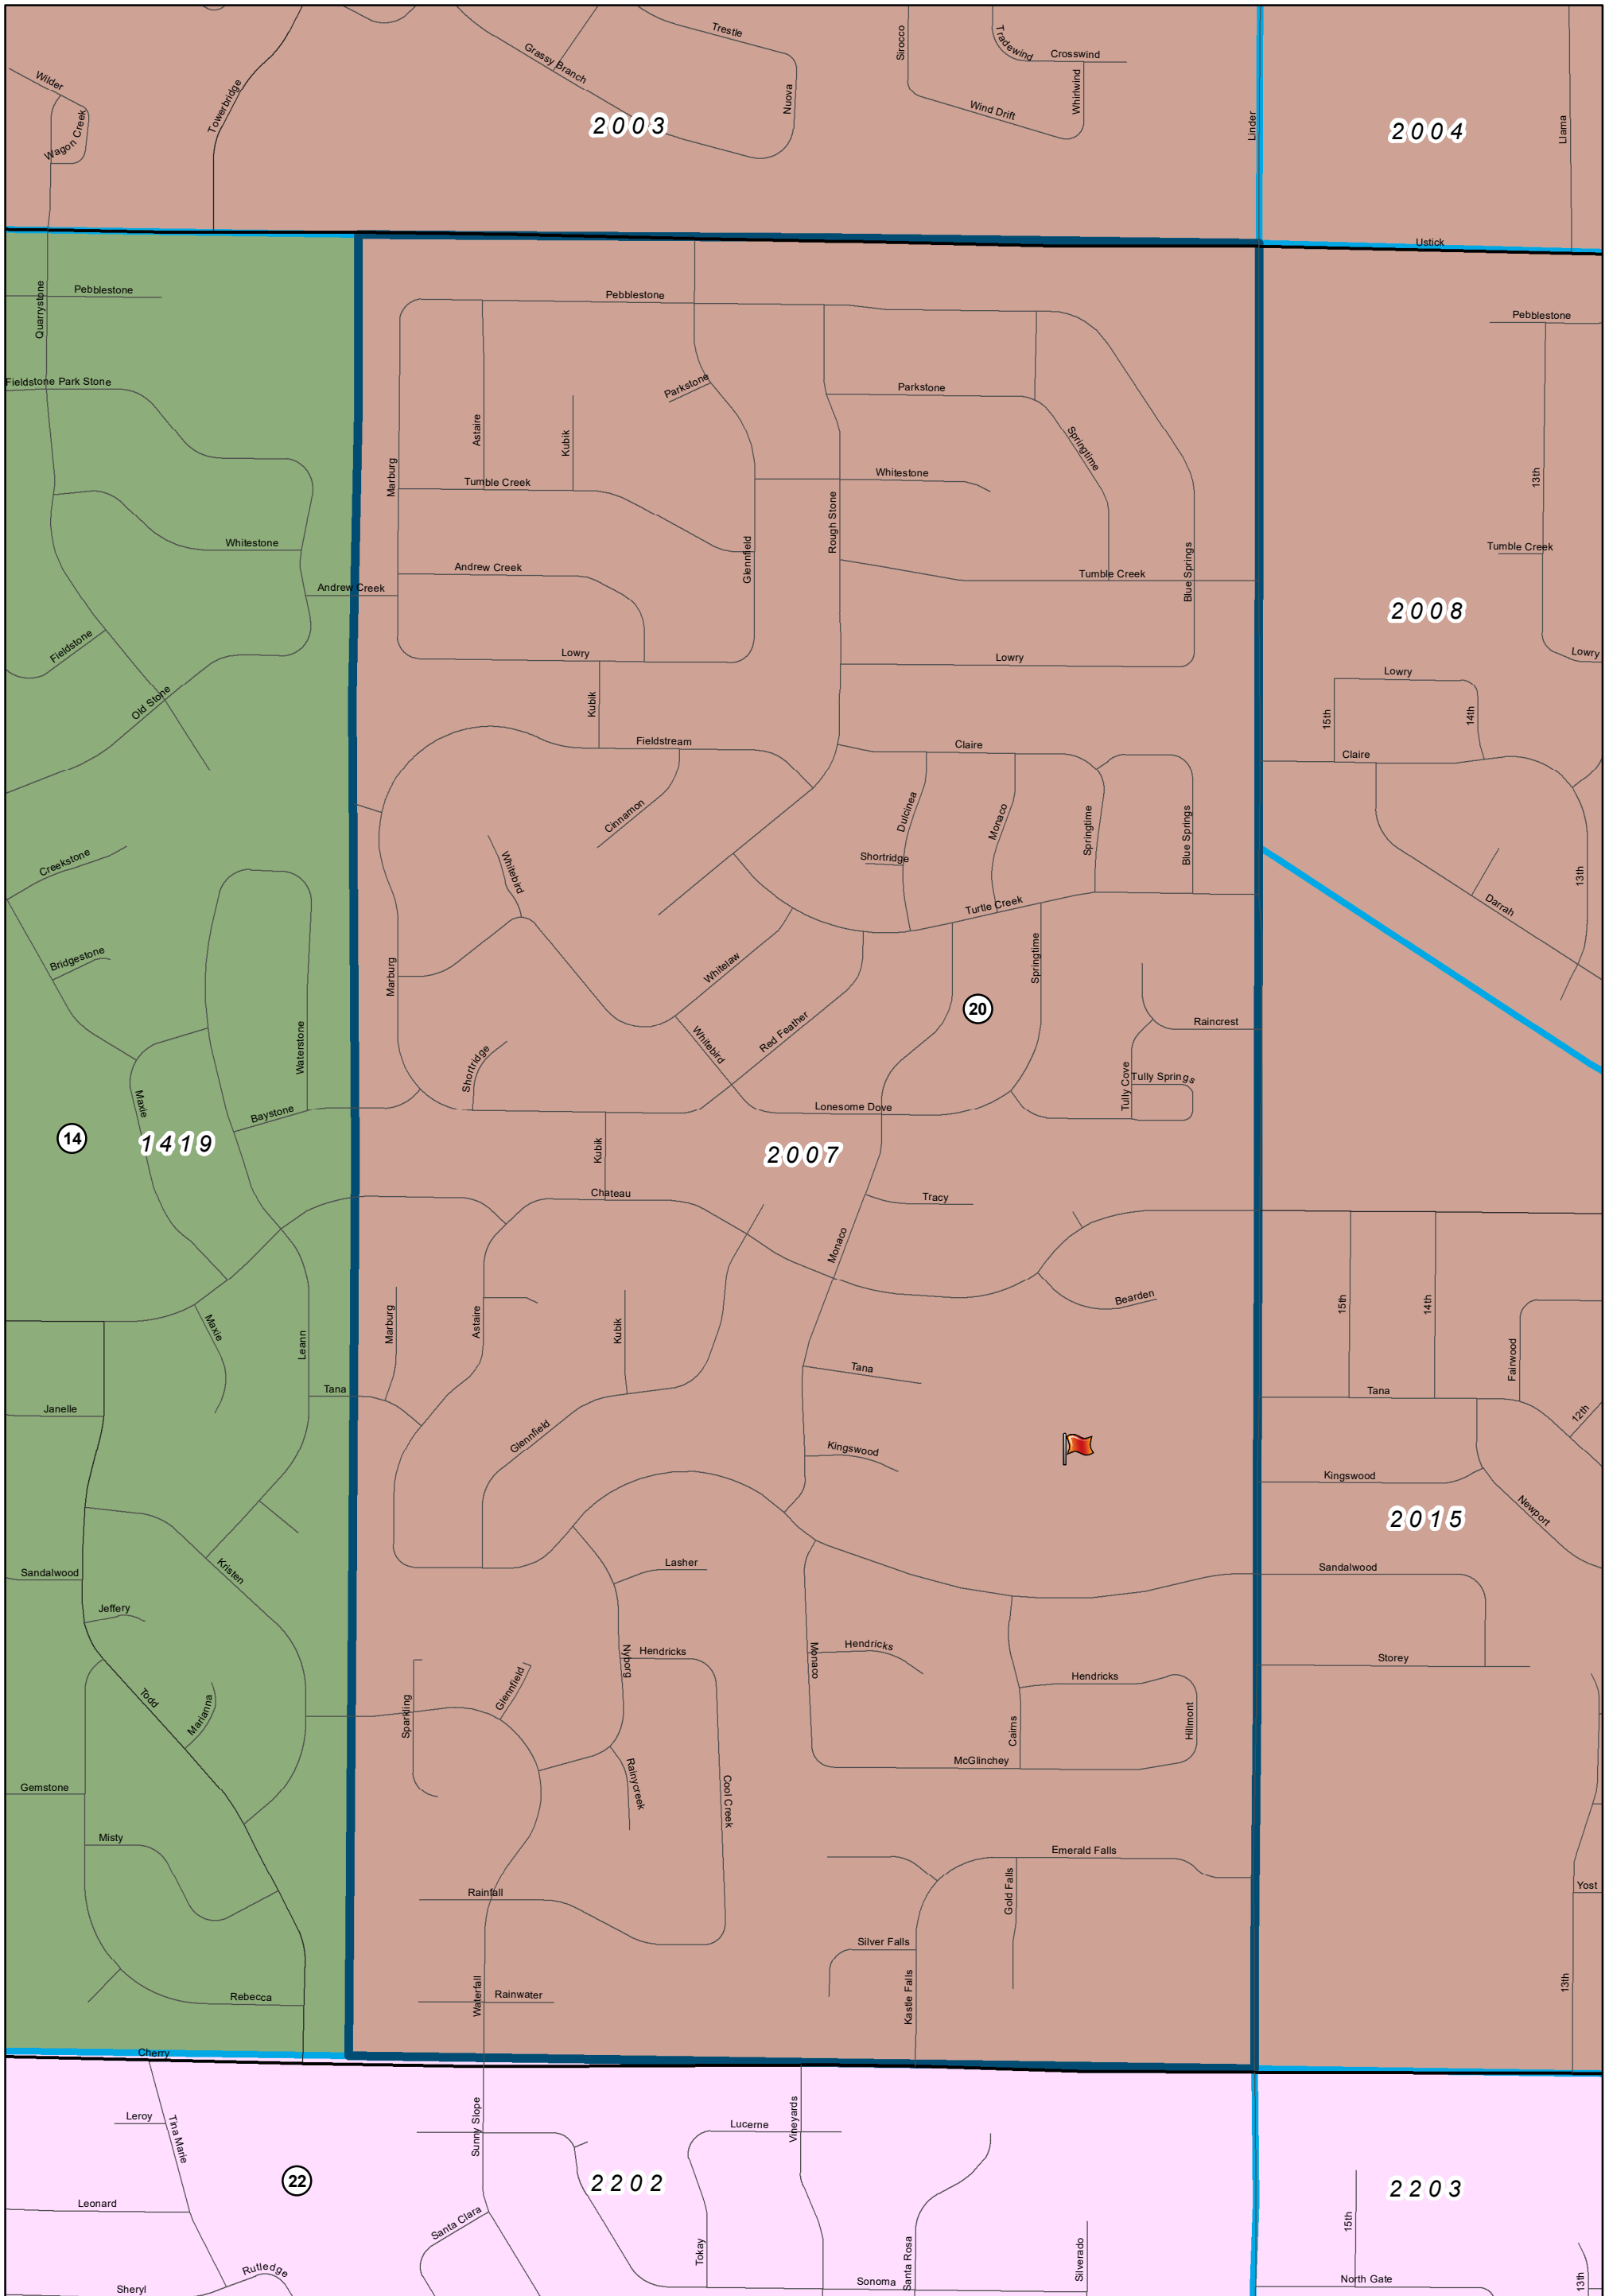 Trestle
Sirocco
Tradewind
Crosswind
Grassy Branch
Wilder
Towerbridge
Nuova
Whirlwind
Wagon Creek
Wind Drift
2003
Linder
2004
Llama
Ustick
Quarrystone
Pebblestone
Pebblestone
Pebblestone
Fieldstone Park Stone
Parkstone
Parkstone
Astaire
Kubik
Springtime
Marburg
Tumble Creek
Whitestone
13th
Rough Stone
Whitestone
Glennfield
Tumble Creek
Andrew Creek
Andrew Creek
Tumble Creek
Blue Springs
2008
Fieldstone
Lowry
Lowry
Lowry
Lowry
Old Stone
Kubik
15th
14th
Fieldstream
Claire
Claire
Cinnamon
Dulcinea
Monaco
Springtime
Blue Springs
Creekstone
Whitebird
Shortridge
13th
Turtle Creek
Darrah
Bridgestone
Marburg
Whitelaw
Springtime
20
Waterstone
Whitebird
Red Feather
Raincrest
Shortridge
Tully Cove
Tully Springs
Maxie
Baystone
Lonesome Dove
14
1419
Kubik
2007
Chateau
Tracy
Monaco
Bearden
Maxie
Leann
Marburg
Astaire
Kubik
15th
14th
Fairwood
Tana
Tana
Tana
12th
Janelle
Glennfield
Kingswood
Kingswood
Newport
2015
Sandalwood
Kristen
Lasher
Sandalwood
Jeffery
Nyborg
Hendricks
Monaco
Hendricks
Storey
Hendricks
Todd
Marianna
Sparkling
Glennfield
Cairns
Hillmont
McGlinchey
Gemstone
Rainycreek
Cool Creek
Misty
Emerald Falls
Rainfall
Gold Falls
Yost
Silver Falls
Rebecca
Waterfall
Rainwater
Kastle Falls
13th
Cherry
Leroy
Tina Marie
Sunny Slope
Lucerne
Vineyards
22
2202
2203
Leonard
Santa Clara
15th
Tokay
Santa Rosa
Silverado
Rutledge
Sheryl
Sonoma
North Gate
13th